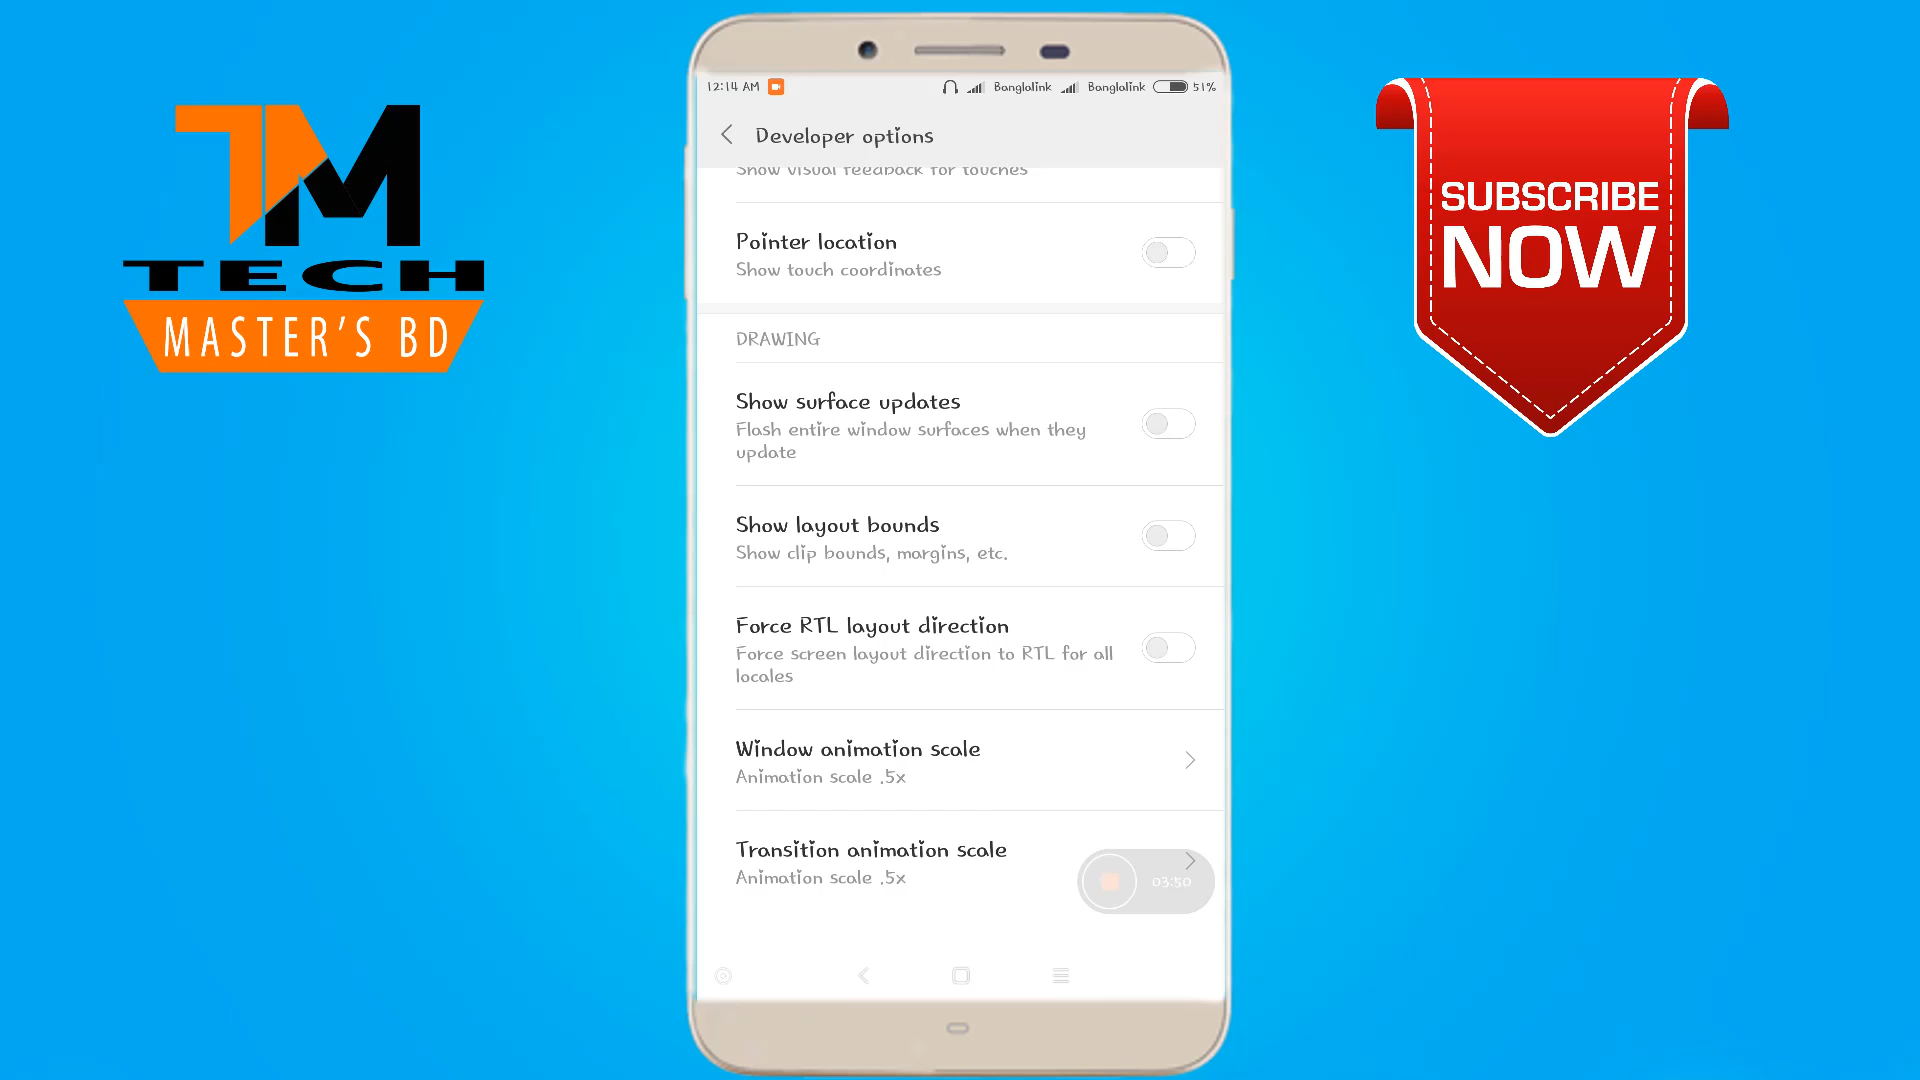 TM
TECH
MASTER'S BD
12:14 AM
Banglalink
Banglalink
51%
Developer options
Show visual feedback for touches
Pointer location
Show touch coordinates
DRAWING
Show surface updates
Flash entire window surfaces when they
update
Show layout bounds
Show clip bounds, margins, etc.
Force RTL layout direction
Force screen layout direction to RTL for all
locales
Window animation scale
Animation scale .5x
Transition animation scale
Animation scale .5x
03:50
SUBSCRIBE
NOW